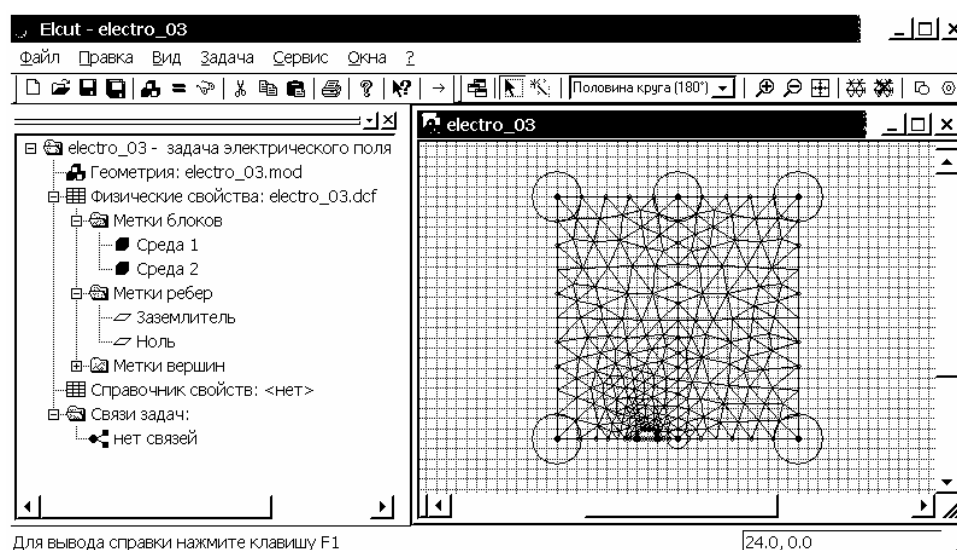 Elcut - electro_03
Файл Правка Вид Задача Сервис Окна ?
Половина круга (180°)
electro_03 - задача электрического поля
Геометрия: electro_03.mod
Физические свойства: electro_03.dcf
Метки блоков
Среда 1
Среда 2
Метки ребер
Заземлитель
Ноль
Метки вершин
Справочник свойств: <нет>
Связи задач:
нет связей
electro_03
Для вывода справки нажмите клавишу F1
24.0, 0.0